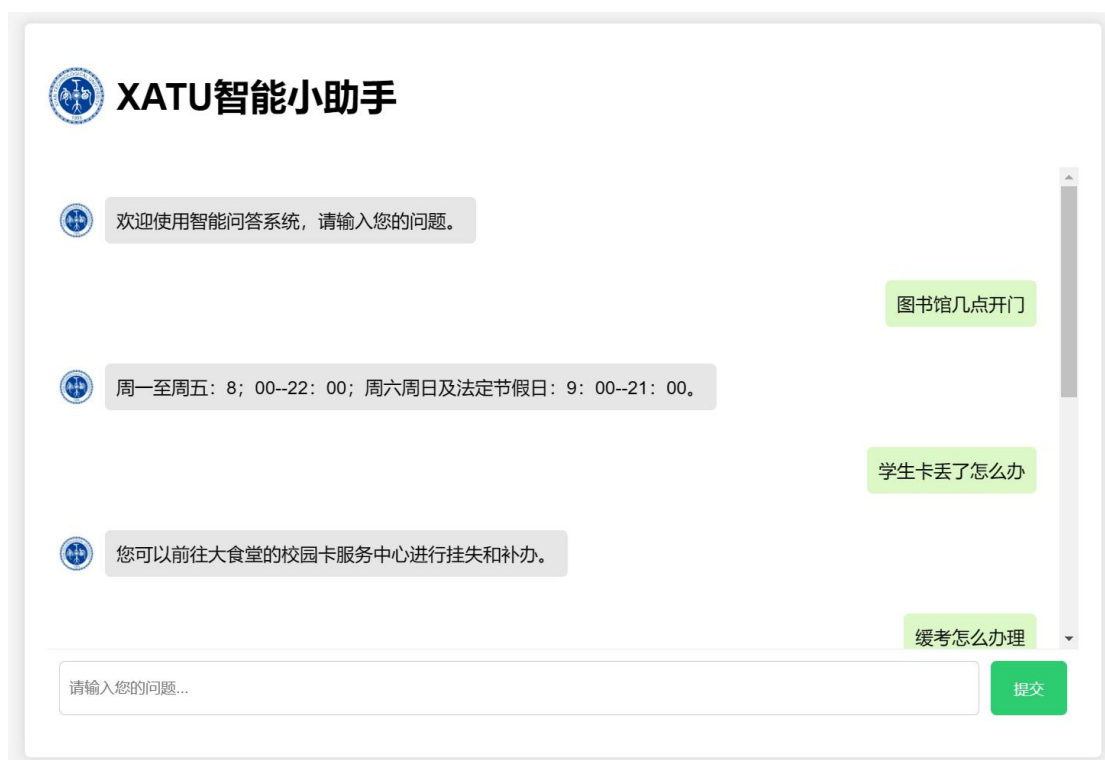 XATU智能小助手
欢迎使用智能问答系统，请输入您的问题。
图书馆几点开门
周一至周五：8；00--22：00；周六周日及法定节假日：9：00--21：00。
学生卡丢了怎么办
您可以前往大食堂的校园卡服务中心进行挂失和补办。
缓考怎么办理
请输入您的问题...
提交